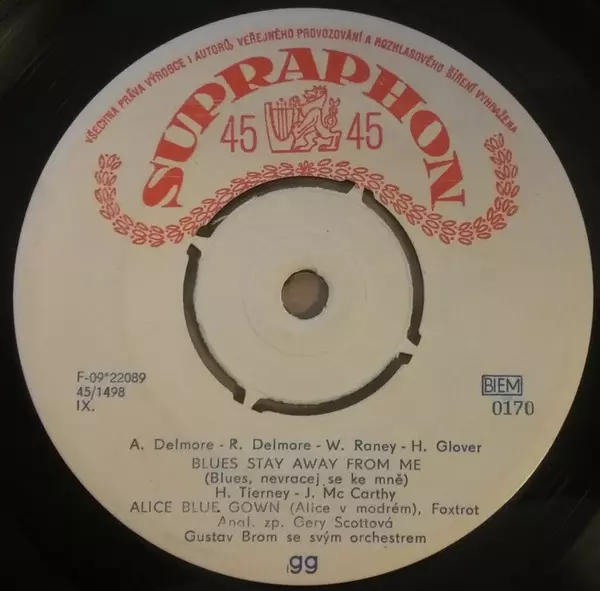 VŠECHNA PRÁVA VÝROBCE I AUTORŮ, VEŘEJNÉHO PROVOZOVÁNÍ A ROZHLASOVÉHO ŠÍŘENÍ VYHRAŽENA
SUPRAPHON
45 45
F-09*22089
45/1498
IX.
BIEM
0170
A. Delmore - R. Delmore - W. Raney - H. Glover
BLUES STAY AWAY FROM ME
(Blues, nevracej se ke mně)
H. Tierney - J. Mc Carthy
ALICE BLUE GOWN (Alice v modrém), Foxtrot
Angl. zp. Gery Scottová
Gustav Brom se svým orchestrem
gg